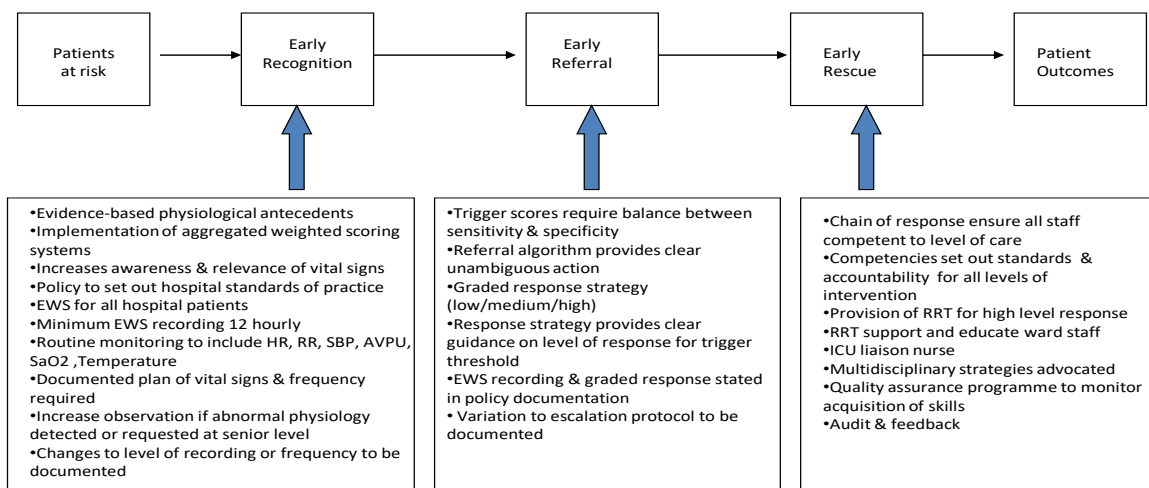 Patients
at risk
Early
Recognition
Early
Referral
Early
Rescue
Patient
Outcomes
•Evidence-based physiological antecedents
•Implementation of aggregated weighted scoring
systems
•Increases awareness & relevance of vital signs
•Policy to set out hospital standards of practice
•EWS for all hospital patients
•Minimum EWS recording 12 hourly
•Routine monitoring to include HR, RR, SBP, AVPU,
SaO2 ,Temperature
•Documented plan of vital signs & frequency
required
•Increase observation if abnormal physiology
detected or requested at senior level
•Changes to level of recording or frequency to be
documented
•Trigger scores require balance between
sensitivity & specificity
•Referral algorithm provides clear
unambiguous action
•Graded response strategy
(low/medium/high)
•Response strategy provides clear
guidance on level of response for trigger
threshold
•EWS recording & graded response stated
in policy documentation
• Variation to escalation protocol to be
documented
•Chain of response ensure all staff
competent to level of care
•Competencies set out standards &
accountability for all levels of
intervention
•Provision of RRT for high level response
•RRT support and educate ward staff
•ICU liaison nurse
•Multidisciplinary strategies advocated
•Quality assurance programme to monitor
acquisition of skills
•Audit & feedback